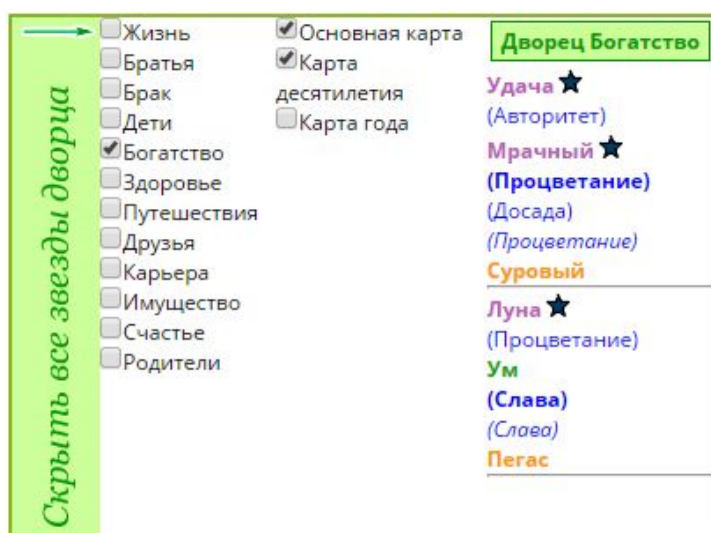 Скрыть все звезды дворца
Жизнь
Братья
Брак
Дети
Богатство
Здоровье
Путешествия
Друзья
Карьера
Имущество
Счастье
Родители
Основная карта
Карта
десятилетия
Карта года
Дворец Богатство
Удача
(Авторитет)
Мрачный
(Процветание)
(Досада)
(Процветание)
Суровый
Луна
(Процветание)
Ум
(Слава)
(Слава)
Пегас